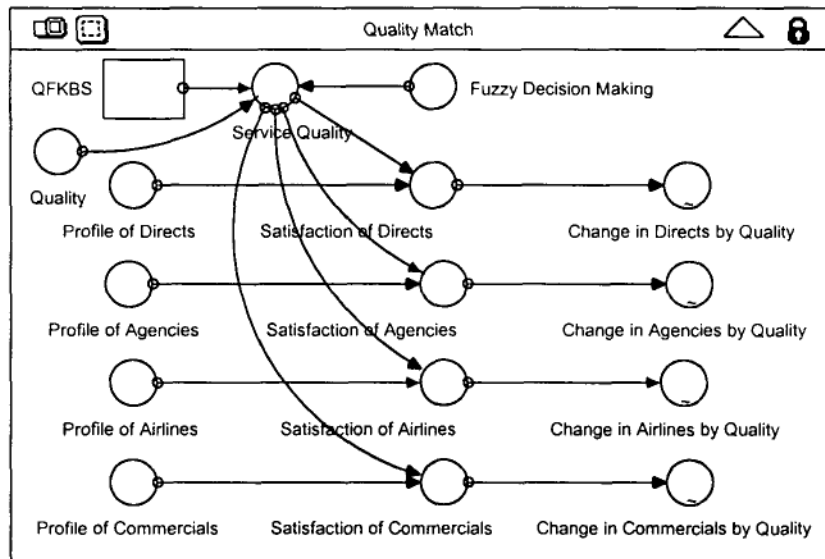 Quality Match
QFKBS
Fuzzy Decision Making
Service Quality
Quality
Profile of Directs
Satisfaction of Directs
Change in Directs by Quality
Profile of Agencies
Satisfaction of Agencies
Change in Agencies by Quality
Profile of Airlines
Satisfaction of Airlines
Change in Airlines by Quality
Profile of Commercials
Satisfaction of Commercials
Change in Commercials by Quality